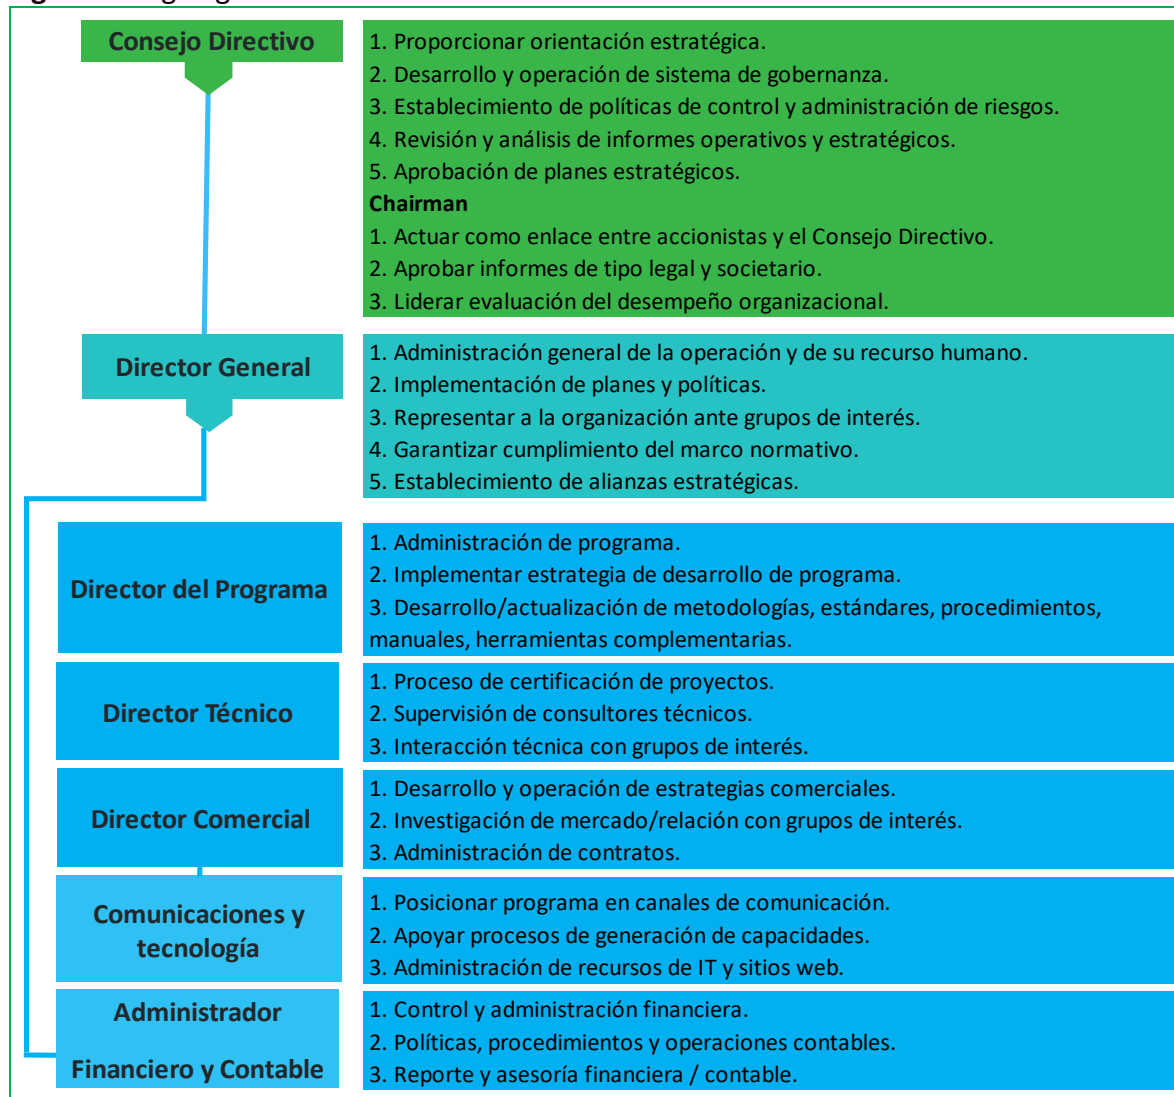 Consejo Directivo
1. Proporcionar orientación estratégica.
2. Desarrollo y operación de sistema de gobernanza.
3. Establecimiento de políticas de control y administración de riesgos.
4. Revisión y análisis de informes operativos y estratégicos.
5. Aprobación de planes estratégicos.
Chairman
1. Actuar como enlace entre accionistas y el Consejo Directivo.
2. Aprobar informes de tipo legal y societario.
3. Liderar evaluación del desempeño organizacional.
Director General
1. Administración general de la operación y de su recurso humano.
2. Implementación de planes y políticas.
3. Representar a la organización ante grupos de interés.
4. Garantizar cumplimiento del marco normativo.
5. Establecimiento de alianzas estratégicas.
Director del Programa
1. Administración de programa.
2. Implementar estrategia de desarrollo de programa.
3. Desarrollo/actualización de metodologías, estándares, procedimientos,
manuales, herramientas complementarias.
Director Técnico
1. Proceso de certificación de proyectos.
2. Supervisión de consultores técnicos.
3. Interacción técnica con grupos de interés.
Director Comercial
1. Desarrollo y operación de estrategias comerciales.
2. Investigación de mercado/relación con grupos de interés.
3. Administración de contratos.
Comunicaciones y
tecnología
1. Posicionar programa en canales de comunicación.
2. Apoyar procesos de generación de capacidades.
3. Administración de recursos de IT y sitios web.
Administrador
Financiero y Contable
1. Control y administración financiera.
2. Políticas, procedimientos y operaciones contables.
3. Reporte y asesoría financiera / contable.